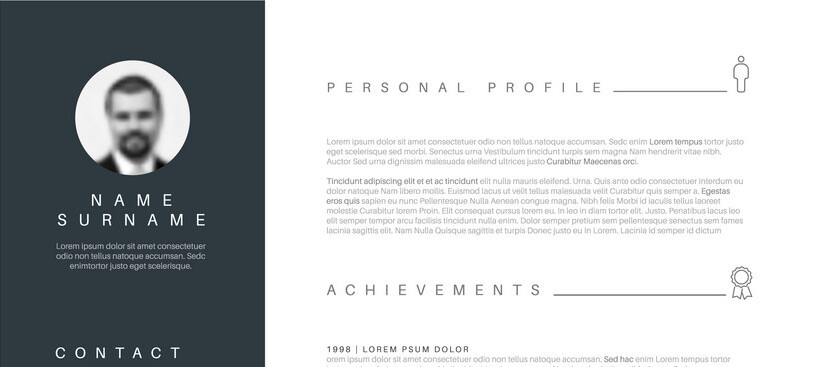 NAME
SURNAME
Lorem ipsum dolor sit amet consectetuer
odio non tellus natoque accumsan. Sedc
enimtortor justo eget scelerisque.
CONTACT
PERSONAL PROFILE
Lorem ipsum dolor sit amet consectetuer odio non tellus natoque accumsan. Sedc enim Lorem tempus tortor
eget scelerisque sed morbi. Senectus urna Vestibulum tincidunt turpis sem magna Nam hendrerit vitae nibh.
Auctor Sed urna dignissim malesuada eleifend ultrices justo Curabitur Maecenas orci.
Tincidunt adipiscing elit et et ac tincidunt elit nulla mauris eleifend. Urna. Quis ante odio consectetuer interdum eu
dolor natoque Nam libero mollis. Euismod lacus ut velit tellus malesuada velit Curabitur quis semper a. Egestas
eros quis sapien eu nunc Pellentesque Nulla Aenean congue magna. Nibh felis Morbi id iaculis tellus laoreet
molestie Curabitur lorem Proin. Elit consequat cursus lorem eu. In leo in diam tortor elit. Justo. Penatibus lacus leo
elit semper tempor arcu facilisis tincidunt nulla enim. Dolor semper pretium sem pellentesque senectus sem fames
lacinia sagittis elit. Nam Nulla Quisque sagittis et turpis Donec justo eu in Lorem. Lacinia id semper id dictum
ACHIEVEMENTS
1998 | LOREM PSUM DOLOR
orem ipsum dolor sit amet consectetuer odio non tellus natoque accumsan. Sed hac enim Lorem tempus tortor